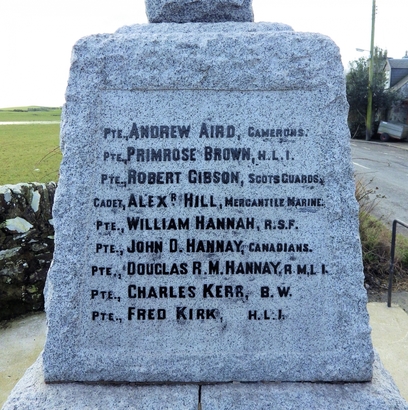 Pte., Andrew Aird, Camerons.
Pte., Primrose Brown, H.L.I.
Pte., Robert Gibson, Scots Guards.
Cadet, Alexr Hill, Mercantile Marine.
Pte., William Hannah, R.S.F.
Pte., John D. Hannay, Canadians.
Pte., Douglas R.M. Hannay, R.M.L.I.
Pte., Charles Kerr, B.W.
Pte., Fred Kirk, H.L.I.